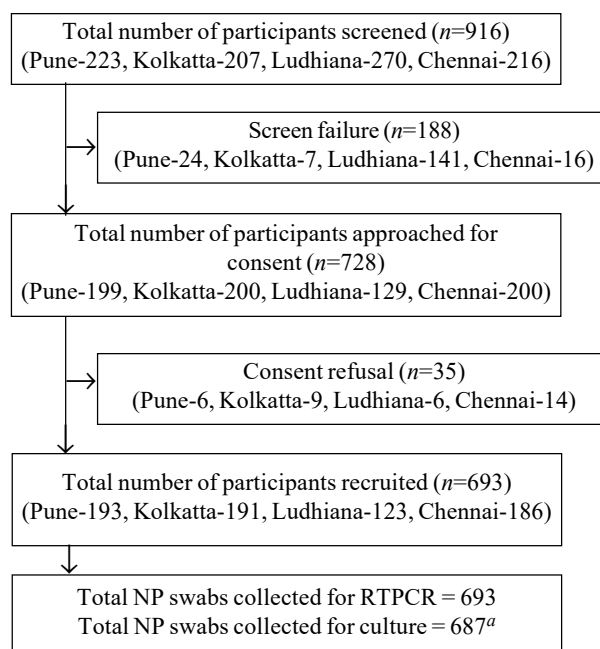 Total number of participants screened (n=916)
(Pune-223, Kolkatta-207, Ludhiana-270, Chennai-216)
Screen failure (n=188)
(Pune-24, Kolkatta-7, Ludhiana-141, Chennai-16)
Total number of participants approached for
consent (n=728)
(Pune-199, Kolkatta-200, Ludhiana-129, Chennai-200)
Consent refusal (n=35)
(Pune-6, Kolkatta-9, Ludhiana-6, Chennai-14)
Total number of participants recruited (n=693)
(Pune-193, Kolkatta-191, Ludhiana-123, Chennai-186)
Total NP swabs collected for RTPCR = 693
Total NP swabs collected for culture = 687ᵃ